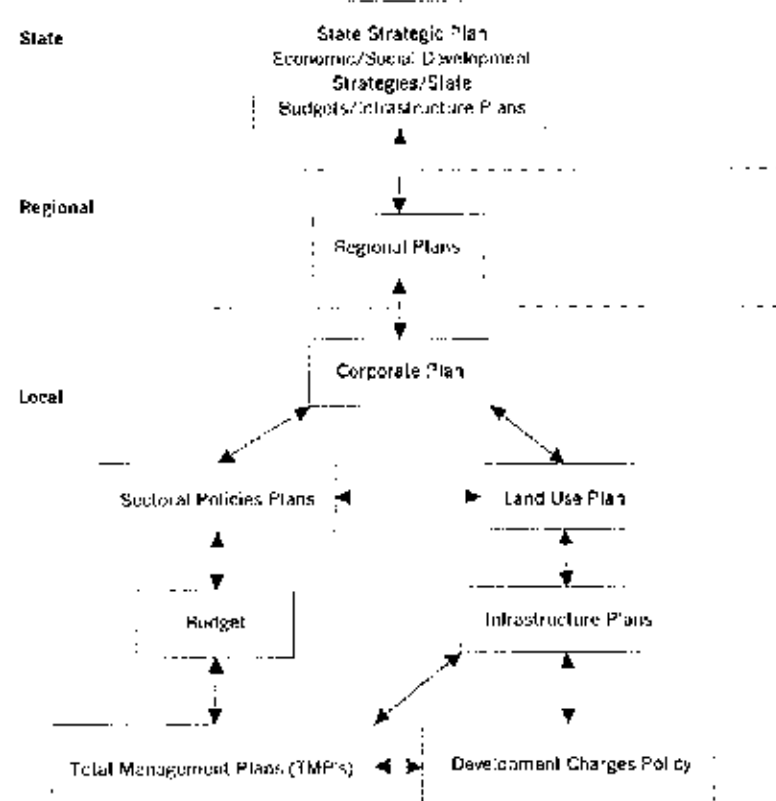 State
State Strategic Plan
Economic/Social Development
Strategies/State
Budgets/Infrastructure Plans
Regional
Regional Plans
Corporate Plan
Local
Sectoral Policies Plans
Land Use Plan
Budget
Infrastructure Plans
Total Management Plans (TMP's)
Development Charges Policy